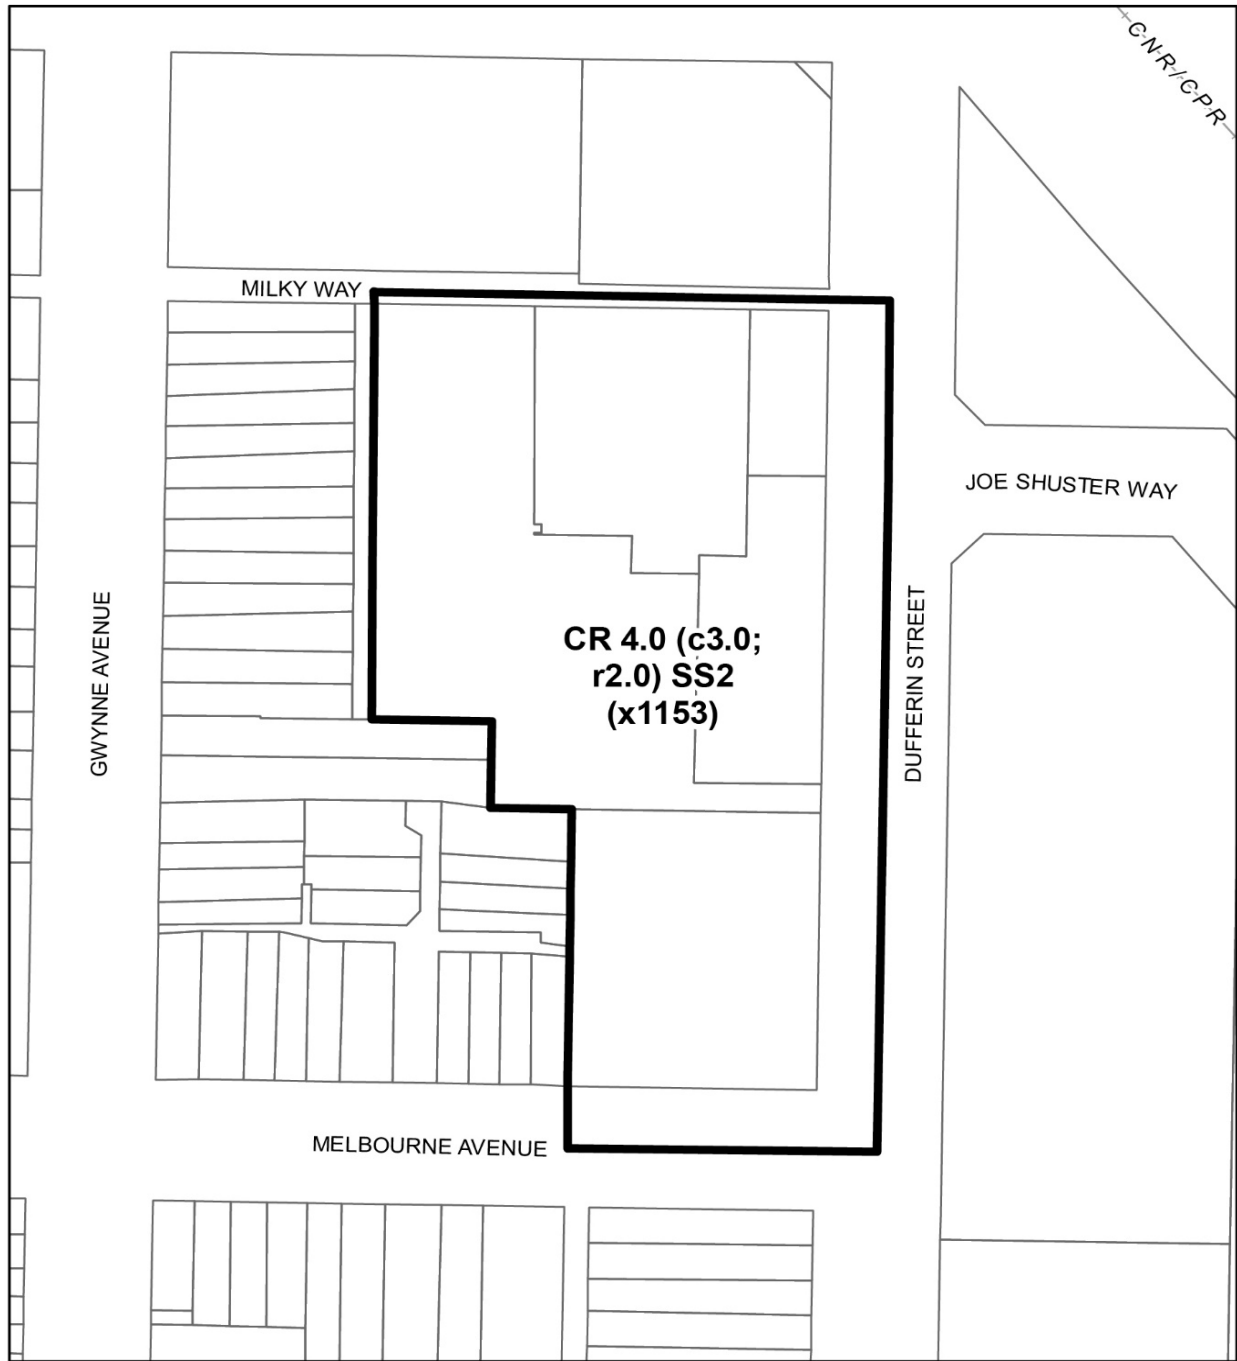 C-N-R-/-C-P-R
MILKY WAY
JOE SHUSTER WAY
GWYNNE AVENUE
CR 4.0 (c3.0;
r2.0) SS2
(x1153)
DUFFERIN STREET
MELBOURNE AVENUE